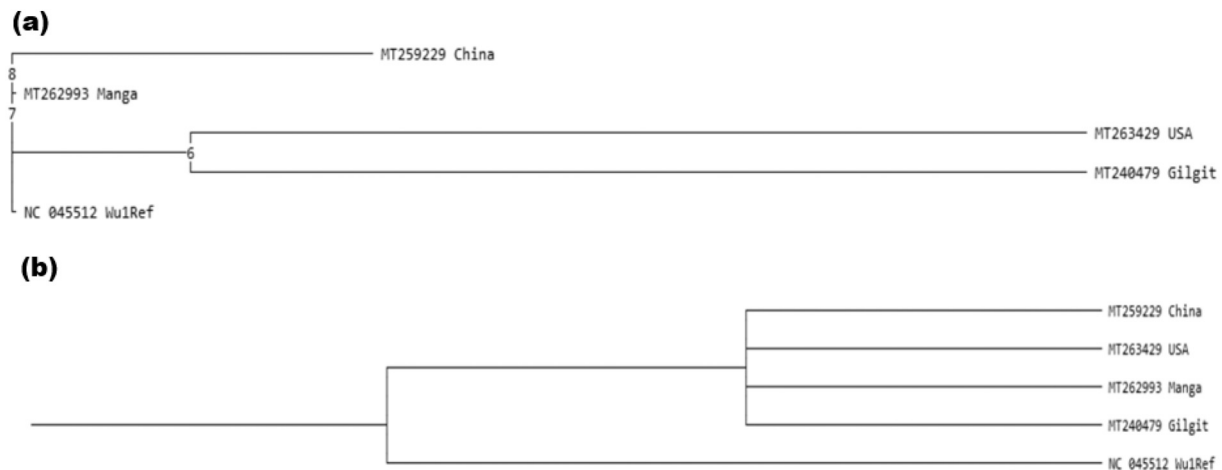 (a)
MT259229 China
8
MT262993 Manga
7
MT263429 USA
6
MT240479 Gilgit
NC 045512 Wu1Ref
(b)
MT259229 China
MT263429 USA
MT262993 Manga
MT240479 Gilgit
NC 045512 Wu1Ref